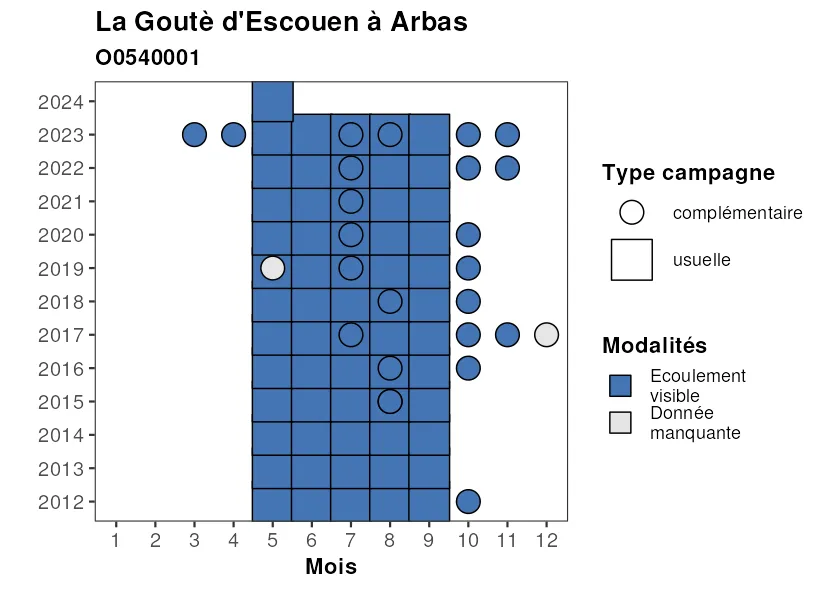 La Goutè d'Escouen à Arbas
O0540001
2024
2023
2022
2021
2020
2019
2018
2017
2016
2015
2014
2013
2012
1 2 3 4 5 6 7 8 9 10 11 12
Mois
Type campagne
complémentaire
usuelle
Modalités
Ecoulement
visible
Donnée
manquante